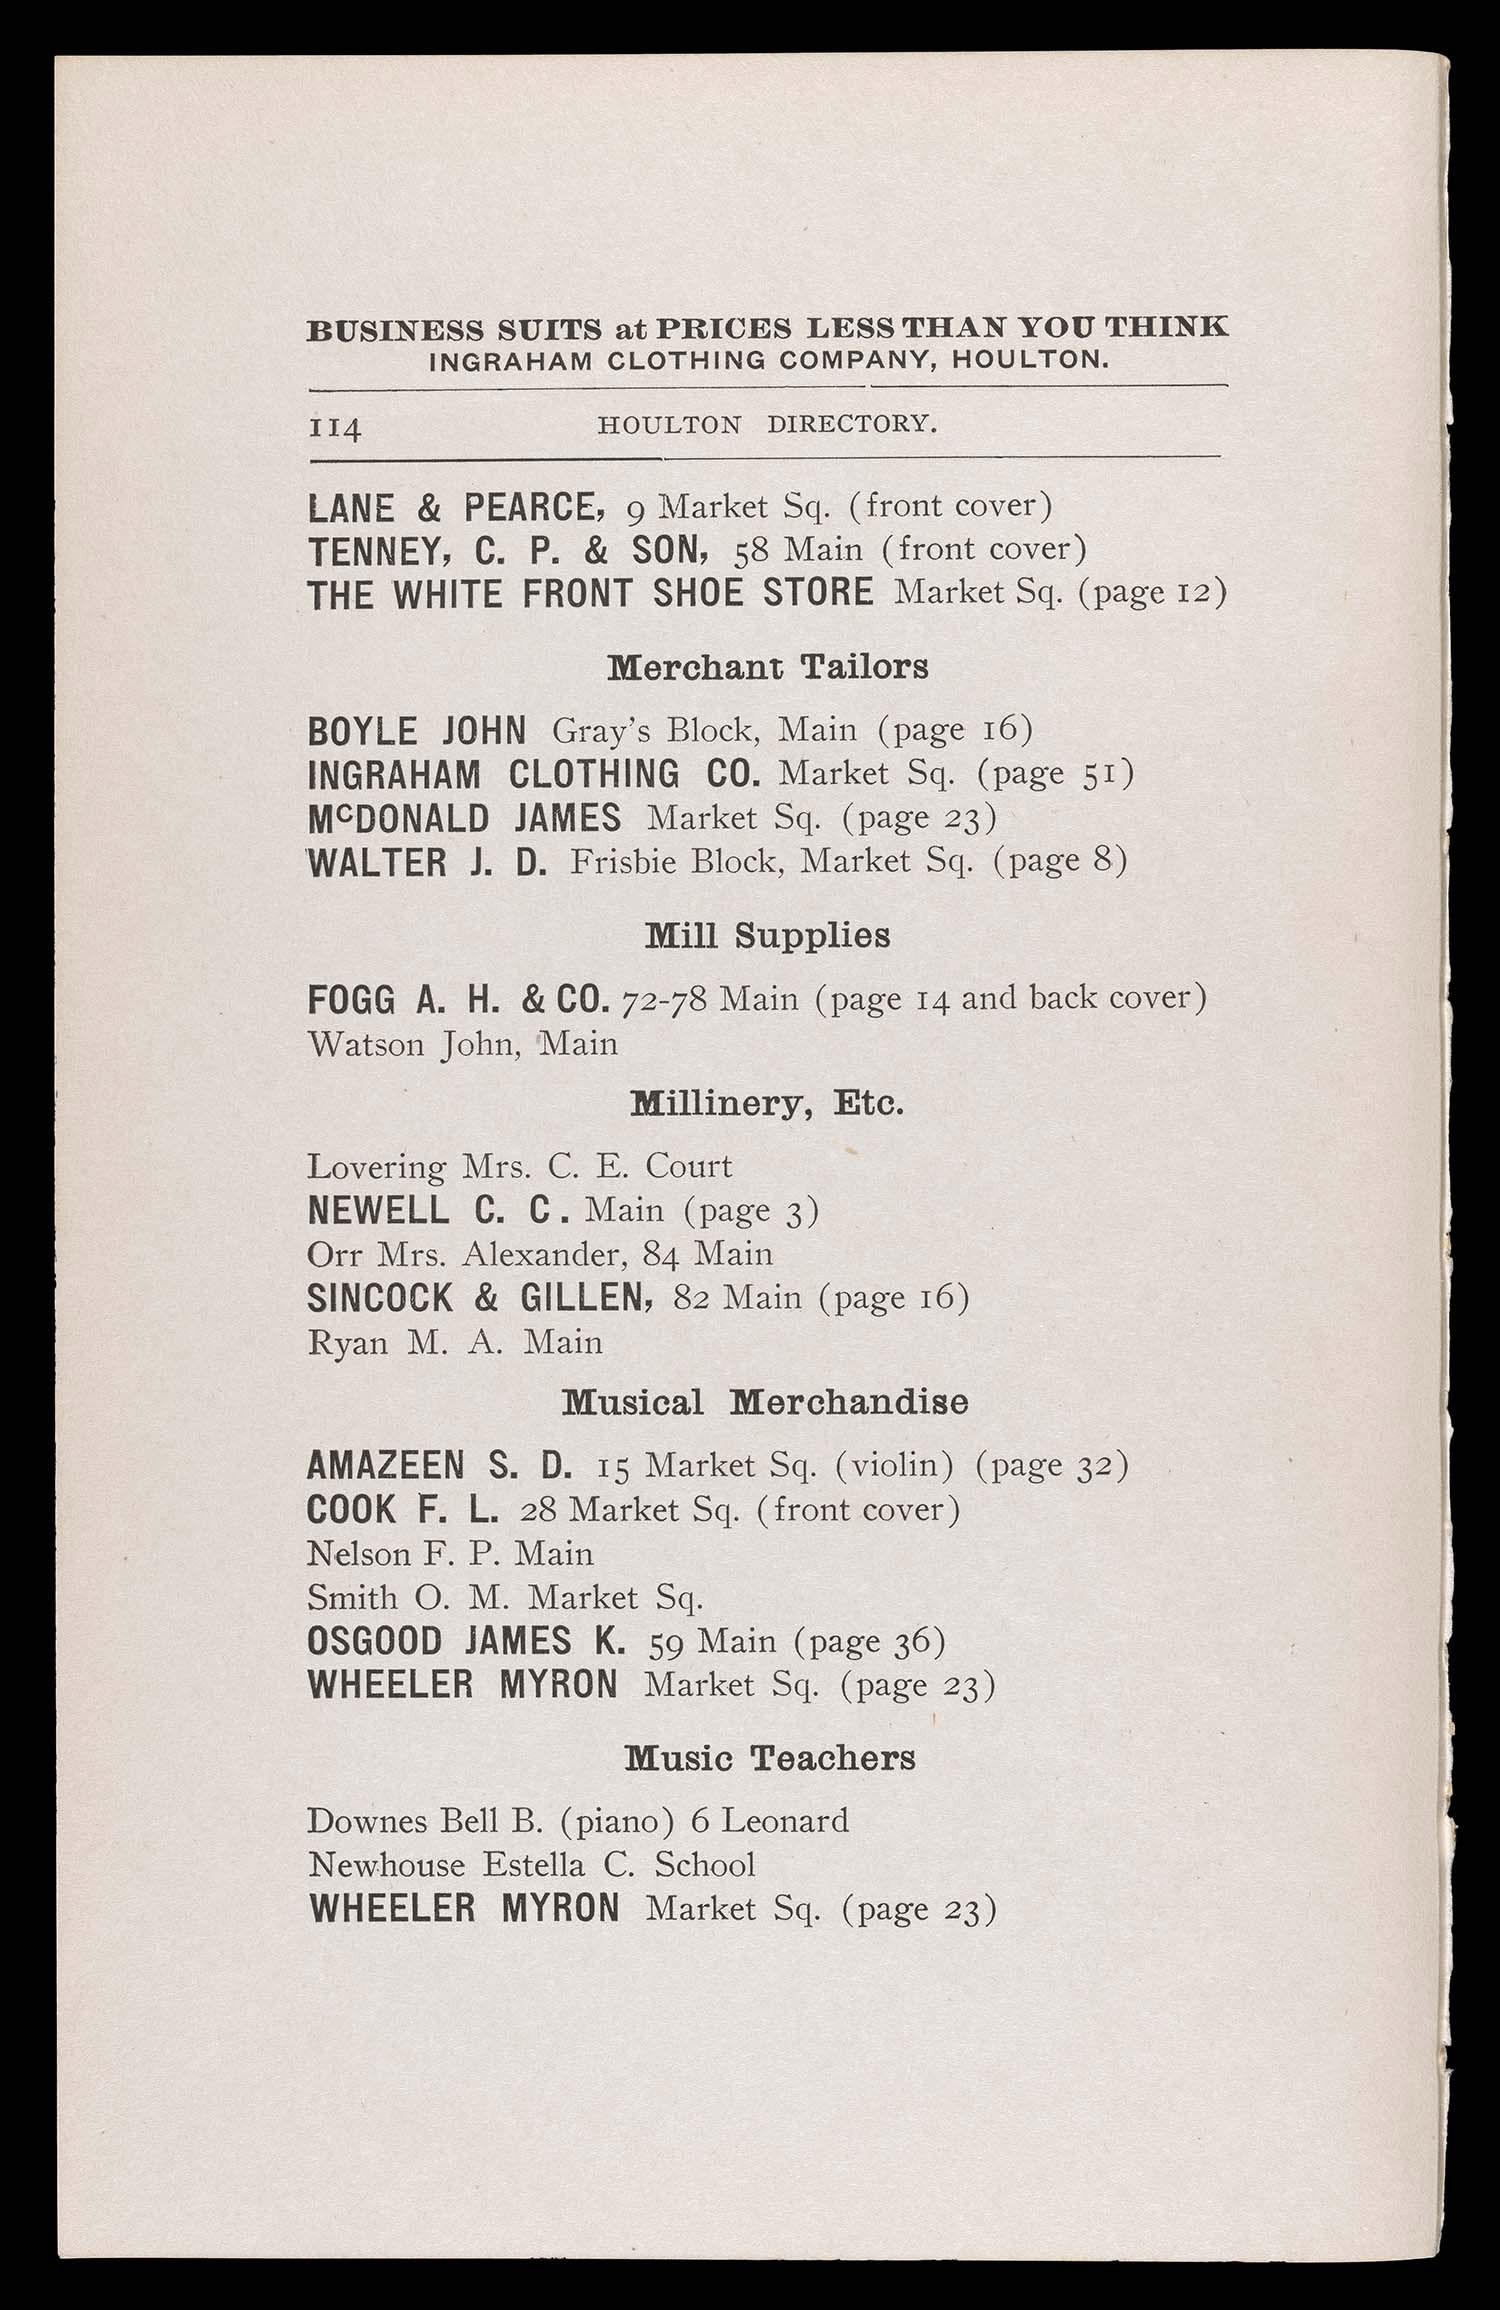 BUSINESS SUITS at PRICES LESS THAN YOU THINK
INGRAHAM CLOTHING COMPANY, HOULTON.
114 HOULTON DIRECTORY.
LANE & PEARCE, 9 Market Sq. (front cover)
TENNEY, C. P. & SON, 58 Main (front cover)
THE WHITE FRONT SHOE STORE Market Sq. (page 12)
Merchant Tailors
BOYLE JOHN Gray's Block, Main (page 16)
INGRAHAM CLOTHING CO. Market Sq. (page 51)
McDONALD JAMES Market Sq. (page 23)
WALTER J. D. Frisbie Block, Market Sq. (page 8)
Mill Supplies
FOGG A. H. & CO. 72-78 Main (page 14 and back cover)
Watson John, Main
Millinery, Etc.
Lovering Mrs. C. E. Court
NEWELL C. C. Main (page 3)
Orr Mrs. Alexander, 84 Main
SINCOCK & GILLEN, 82 Main (page 16)
Ryan M. A. Main
Musical Merchandise
AMAZEEN S. D. 15 Market Sq. (violin) (page 32)
COOK F. L. 28 Market Sq. (front cover)
Nelson F. P. Main
Smith O. M. Market Sq.
OSGOOD JAMES K. 59 Main (page 36)
WHEELER MYRON Market Sq. (page 23)
Music Teachers
Downes Bell B. (piano) 6 Leonard
Newhouse Estella C. School
WHEELER MYRON Market Sq. (page 23)